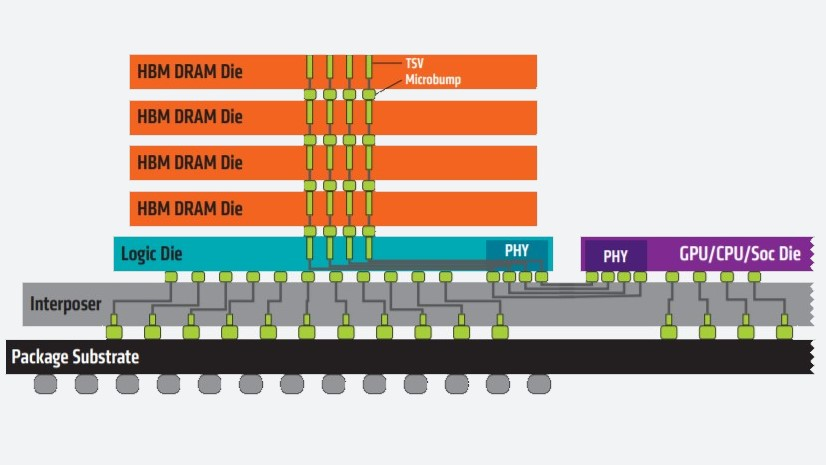 HBM DRAM Die
TSV
Microbump
HBM DRAM Die
HBM DRAM Die
HBM DRAM Die
Logic Die
PHY
PHY
GPU/CPU/Soc Die
Interposer
Package Substrate